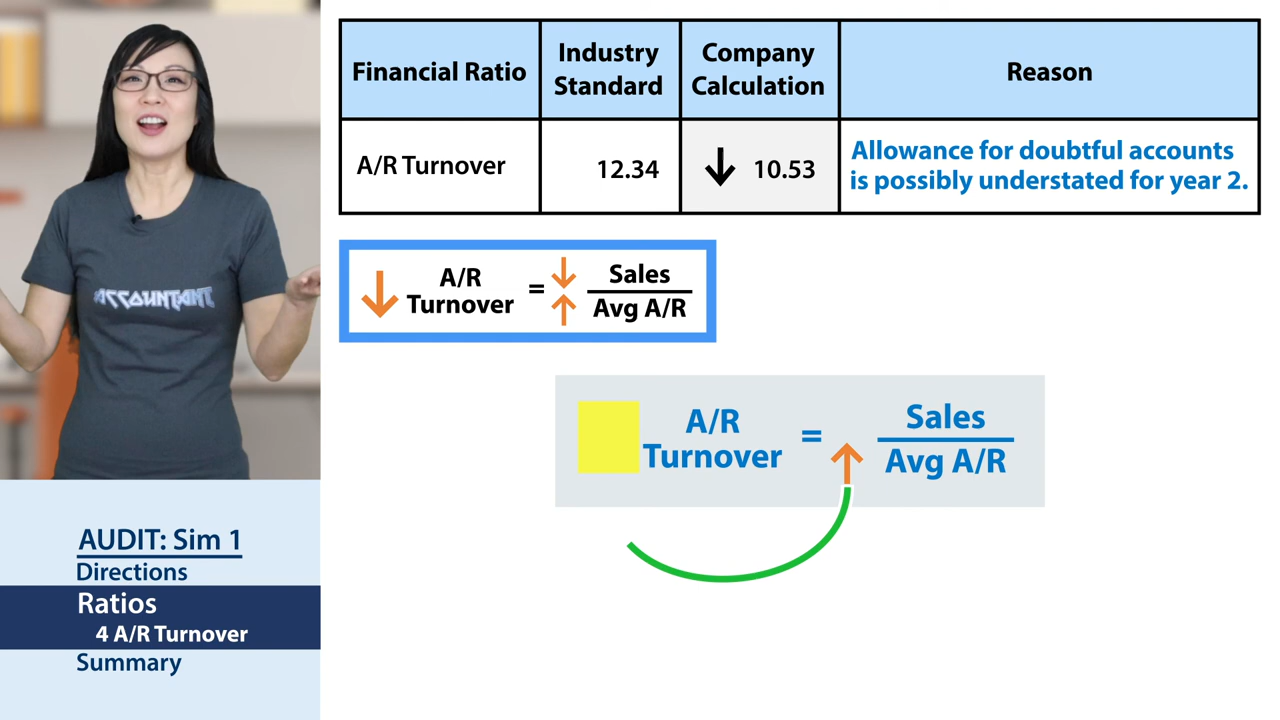 Financial Ratio
Industry
Standard
Company
Calculation
Reason
A/R Turnover
12.34
10.53
Allowance for doubtful accounts
is possibly understated for year 2.
A/R
Turnover
=
Sales
Avg A/R
A/R
Turnover
=
Sales
Avg A/R
ACCOUNTANT
AUDIT: Sim 1
Directions
Ratios
4 A/R Turnover
Summary